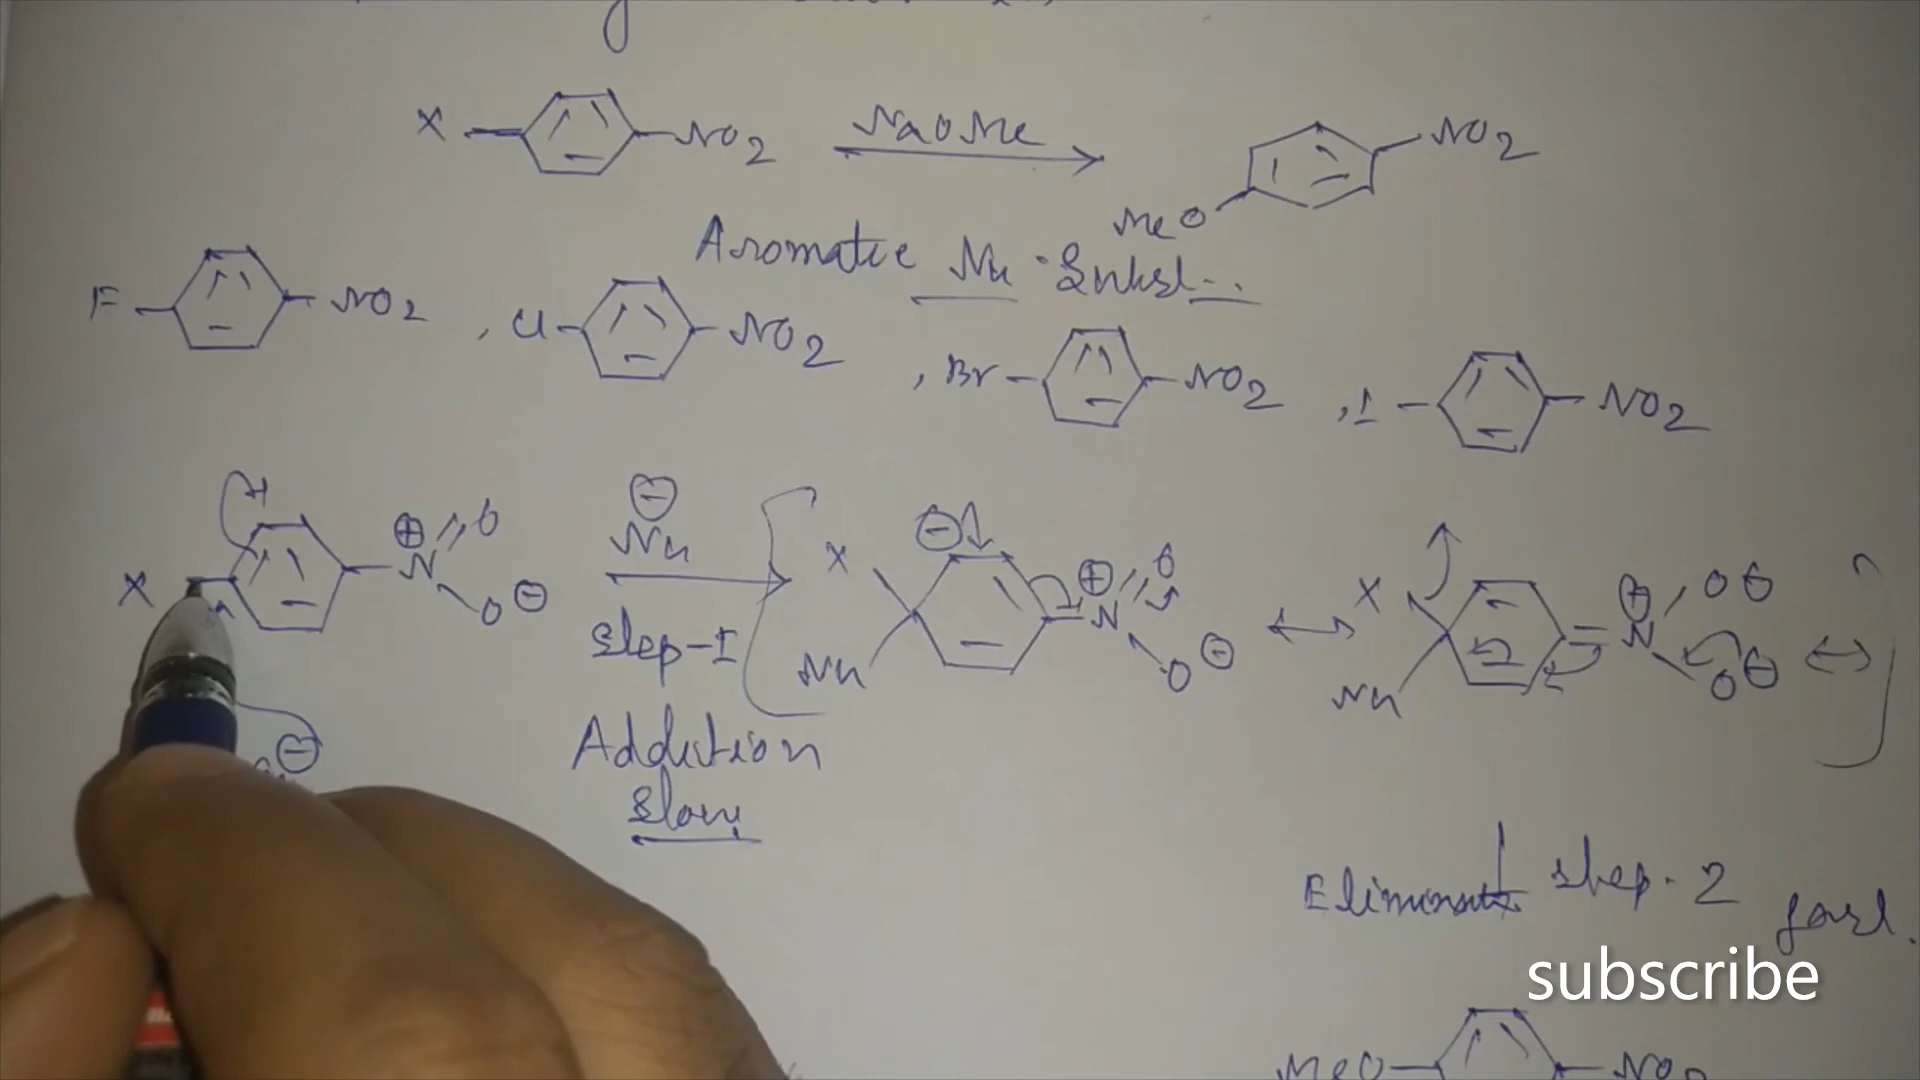 X NO2 NaOMe NO2
MeO
Aromatic Nu Subst...
F NO2 , Cl NO2 , Br NO2 , I NO2
X ⊕ N O O ⊖ ⊖ Nu X ⊖ ⊕ N O O ⊖ Nu ↔ X ⊕ N O ⊖ O ⊖ Nu ↔
Step-I
Addition
Slow
⊖
Eliminat step-2
fast.
subscribe
MeO NO2